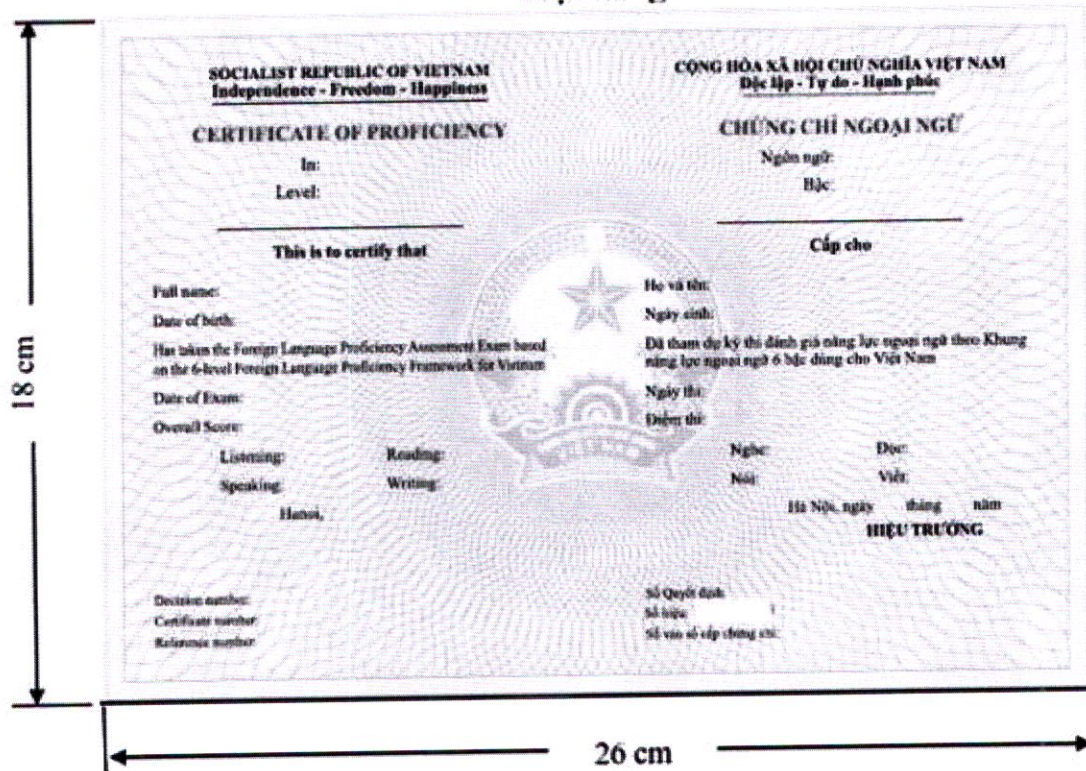 SOCIALIST REPUBLIC OF VIETNAM
Independence - Freedom - Happiness
CERTIFICATE OF PROFICIENCY
In:
Level:
This is to certify that
Full name:
Date of birth:
Has taken the Foreign Language Proficiency Assessment Exam based
on the 6-level Foreign Language Proficiency Framework for Vietnam
Date of Exam:
Overall Score:
Listening: Reading:
Speaking: Writing:
Hanoi,
Decision number:
Certificate number:
Reference number:
CỘNG HÒA XÃ HỘI CHỦ NGHĨA VIỆT NAM
Độc lập - Tự do - Hạnh phúc
CHỨNG CHỈ NGOẠI NGỮ
Ngôn ngữ:
Bậc:
Cấp cho
Họ và tên:
Ngày sinh:
Đã tham dự kỳ thi đánh giá năng lực ngoại ngữ theo Khung
năng lực ngoại ngữ 6 bậc dùng cho Việt Nam
Ngày thi:
Điểm thi:
Nghe: Đọc:
Nói: Viết:
Hà Nội, ngày tháng năm
HIỆU TRƯỞNG
Số Quyết định:
Số hiệu:
Số vào sổ cấp chứng chỉ:
18 cm
26 cm